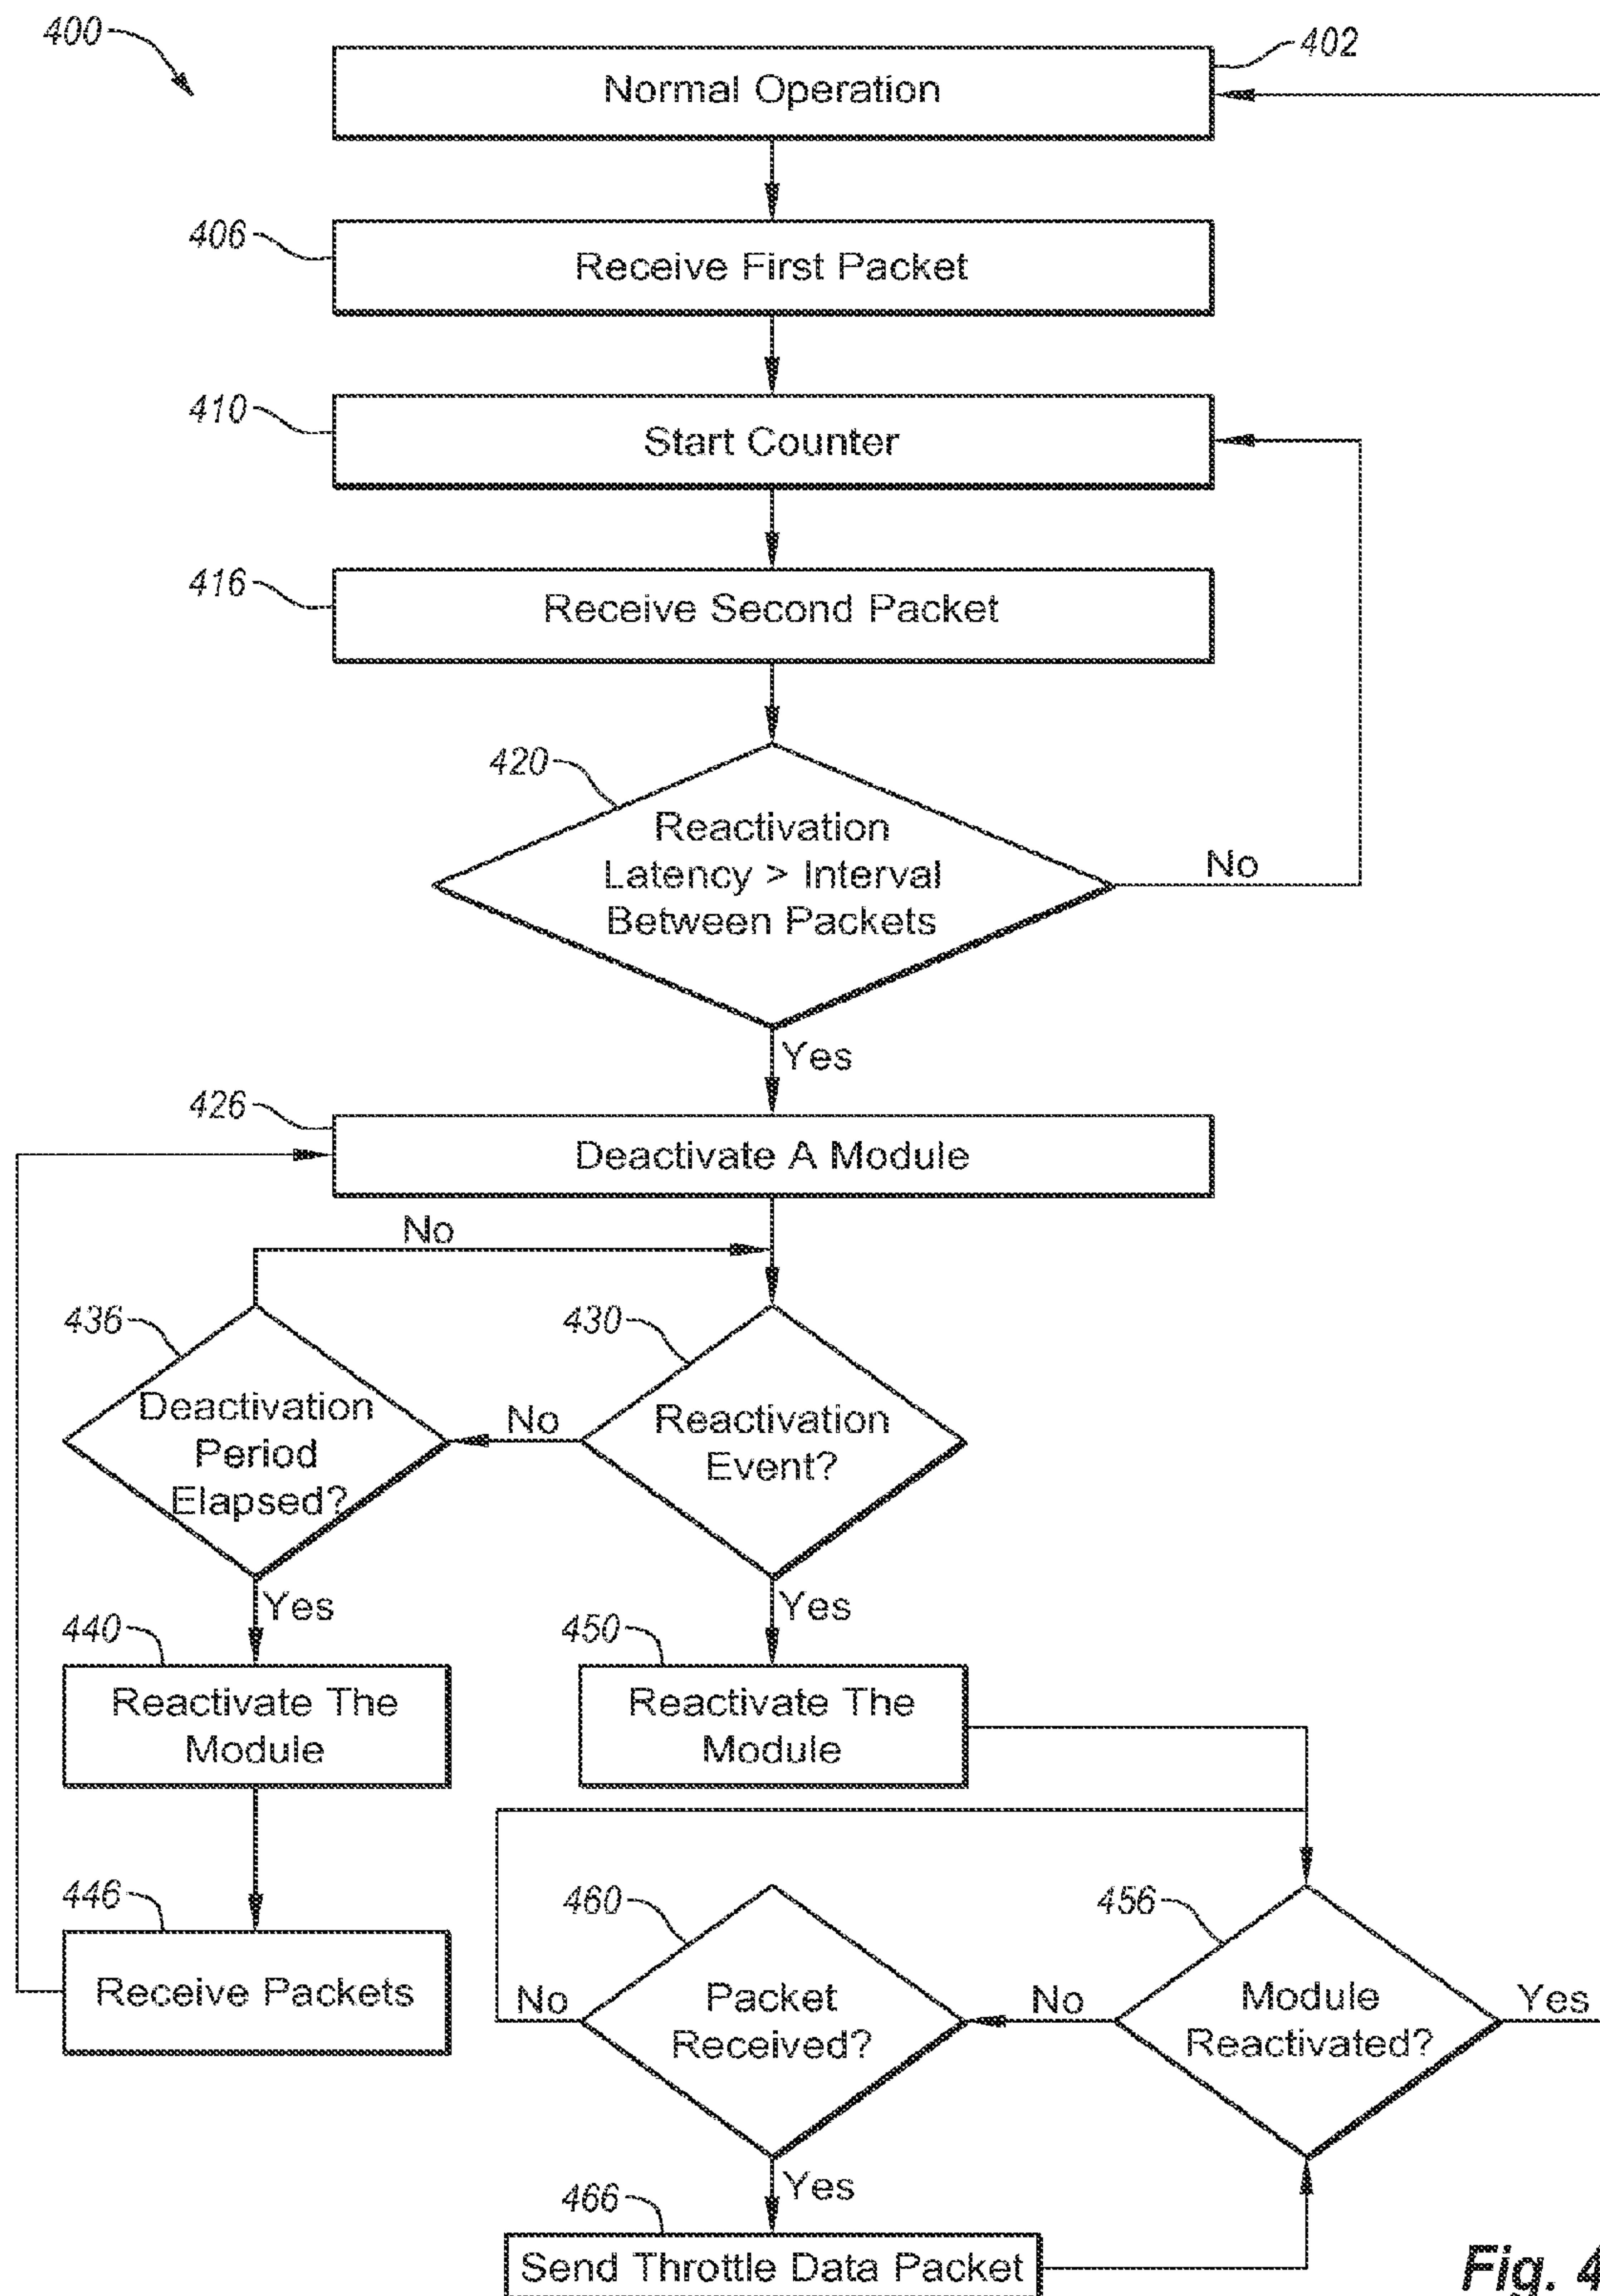 400
402
Normal Operation
406
Receive First Packet
410
Start Counter
416
Receive Second Packet
420
Reactivation
Latency > Interval
Between Packets
No
Yes
426
Deactivate A Module
No
436
430
Deactivation
Period
Elapsed?
No
Reactivation
Event?
Yes
Yes
440
450
Reactivate The
Module
Reactivate The
Module
446
460
456
Receive Packets
No
Packet
Received?
No
Module
Reactivated?
Yes
Yes
466
Send Throttle Data Packet
Fig. 4